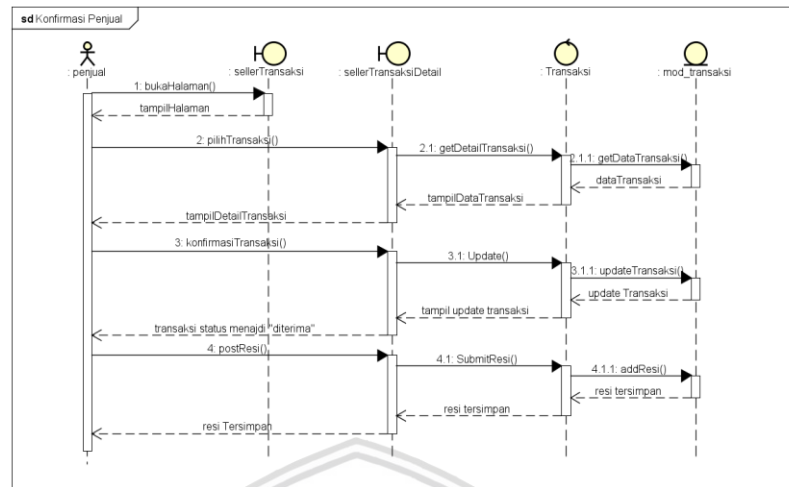 sd Konfirmasi Penjual
: penjual
: sellerTransaksi
: sellerTransaksiDetail
: Transaksi
: mod_transaksi
1: bukaHalaman()
tampilHalaman
2: pilihTransaksi()
2.1: getDetailTransaksi()
2.1.1: getDataTransaksi()
dataTransaksi
tampilDataTransaksi
tampilDetailTransaksi
3: konfirmasiTransaksi()
3.1: Update()
3.1.1: updateTransaksi()
update Transaksi
tampil update transaksi
transaksi status menajdi "diterima"
4: postResi()
4.1: SubmitResi()
4.1.1: addResi()
resi tersimpan
resi tersimpan
resi Tersimpan